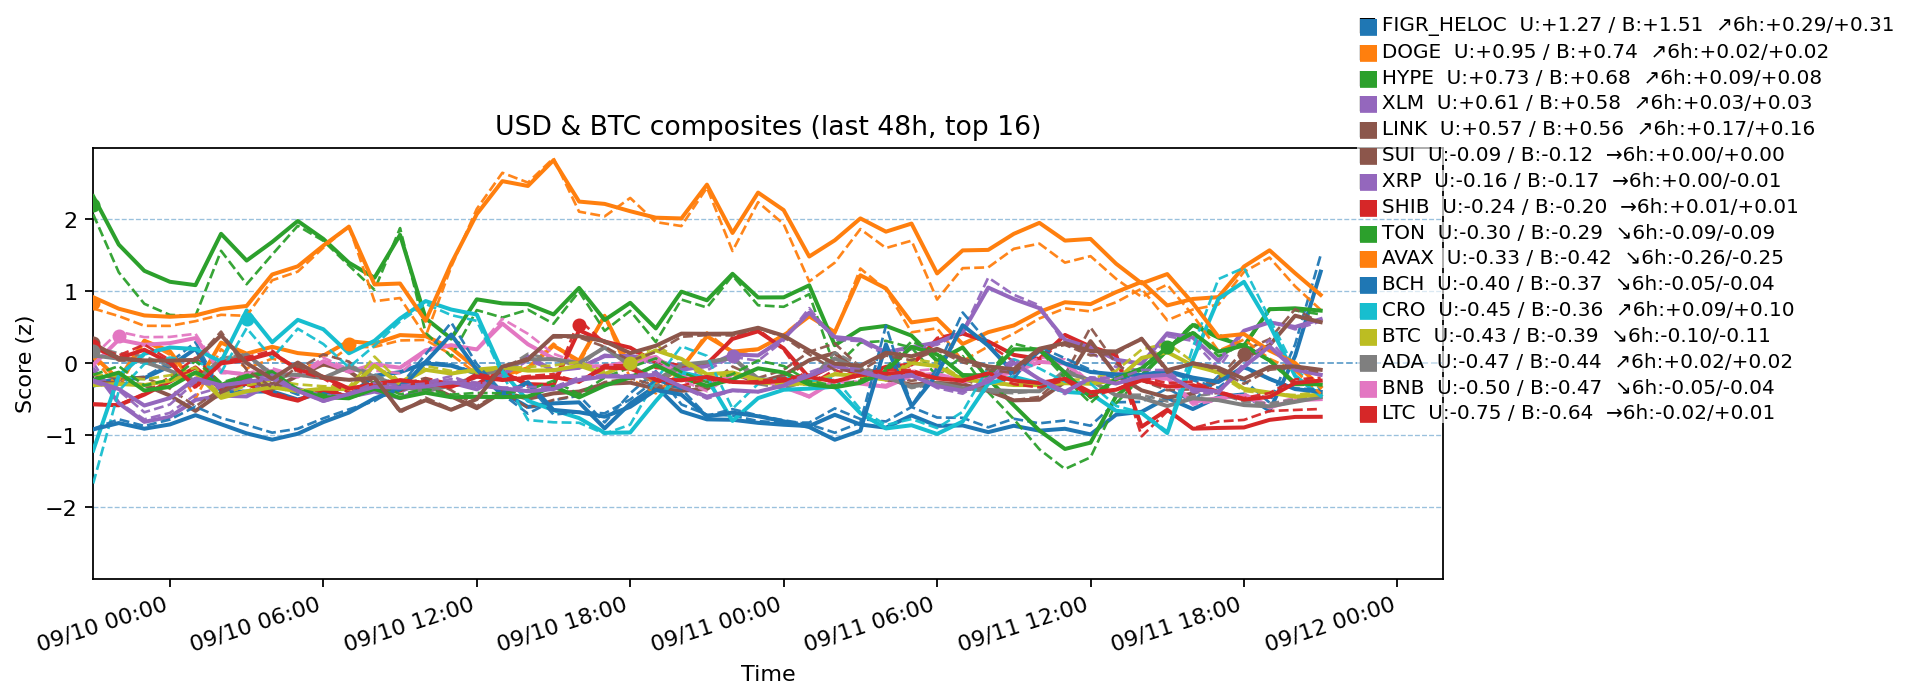 FIGR_HELOC U:+1.27 / B:+1.51 ↗6h:+0.29/+0.31
DOGE U:+0.95 / B:+0.74 ↗6h:+0.02/+0.02
HYPE U:+0.73 / B:+0.68 ↗6h:+0.09/+0.08
XLM U:+0.61 / B:+0.58 ↗6h:+0.03/+0.03
LINK U:+0.57 / B:+0.56 ↗6h:+0.17/+0.16
SUI U:-0.09 / B:-0.12 →6h:+0.00/+0.00
XRP U:-0.16 / B:-0.17 →6h:+0.00/-0.01
SHIB U:-0.24 / B:-0.20 →6h:+0.01/+0.01
TON U:-0.30 / B:-0.29 ↘6h:-0.09/-0.09
AVAX U:-0.33 / B:-0.42 ↘6h:-0.26/-0.25
BCH U:-0.40 / B:-0.37 ↘6h:-0.05/-0.04
CRO U:-0.45 / B:-0.36 ↗6h:+0.09/+0.10
BTC U:-0.43 / B:-0.39 ↘6h:-0.10/-0.11
ADA U:-0.47 / B:-0.44 ↗6h:+0.02/+0.02
BNB U:-0.50 / B:-0.47 ↘6h:-0.05/-0.04
LTC U:-0.75 / B:-0.64 →6h:-0.02/+0.01
USD & BTC composites (last 48h, top 16)
Score (z)
2
1
0
−1
−2
09/10 00:00
09/10 06:00
09/10 12:00
09/10 18:00
09/11 00:00
09/11 06:00
09/11 12:00
09/11 18:00
09/12 00:00
Time